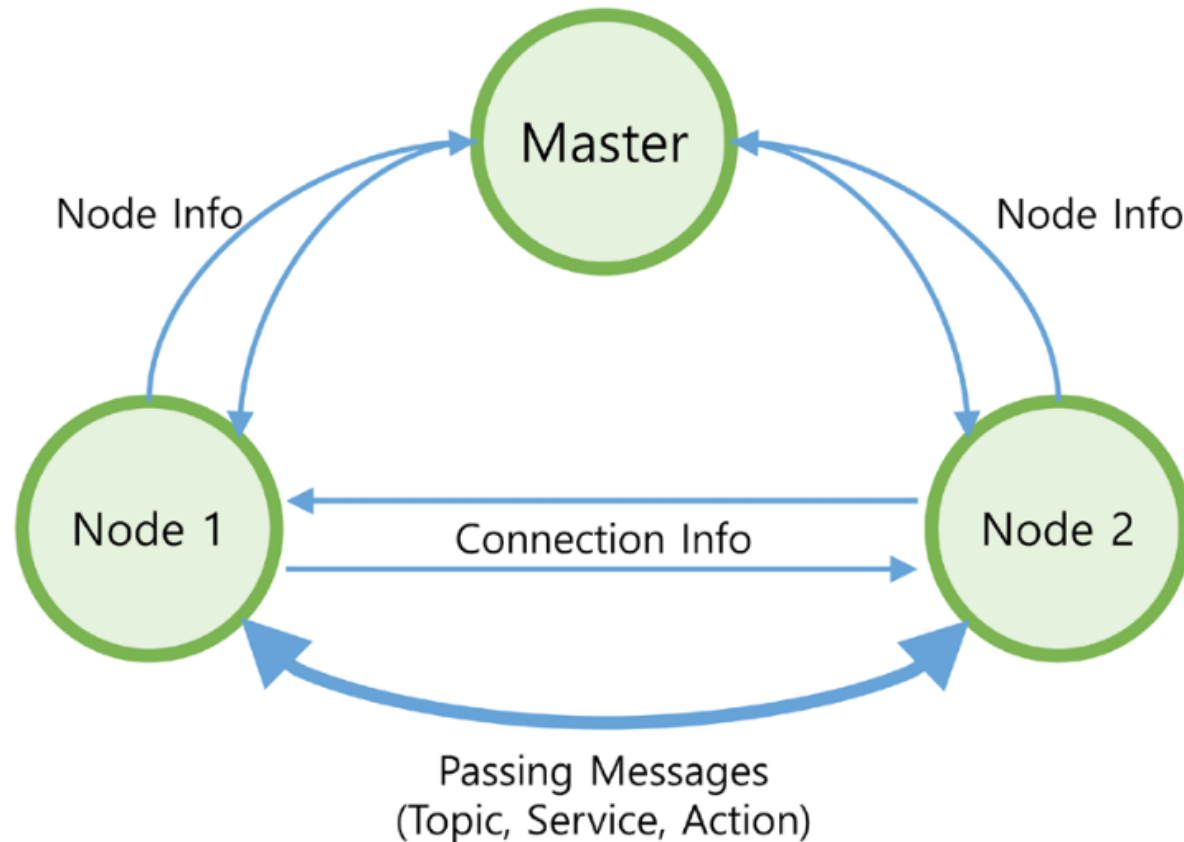 Master
Node Info
Node Info
Node 1
Connection Info
Node 2
Passing Messages
(Topic, Service, Action)